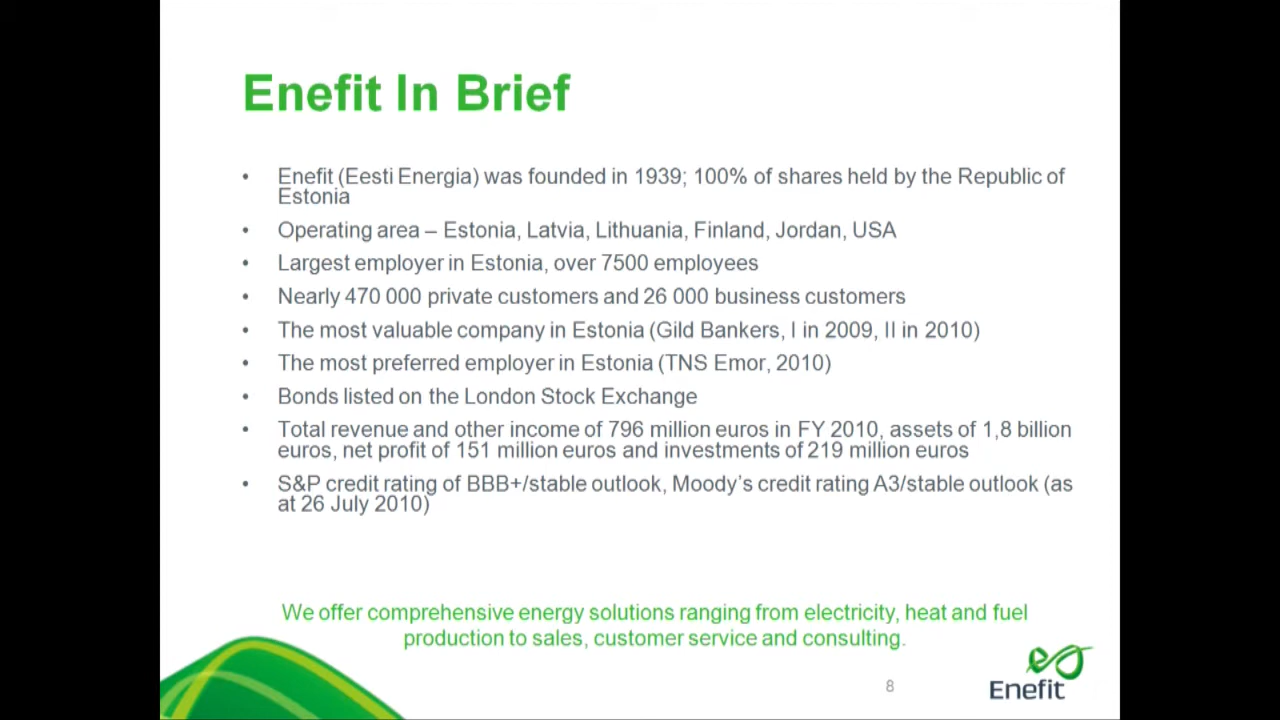 Enefit In Brief
• Enefit (Eesti Energia) was founded in 1939; 100% of shares held by the Republic of
Estonia
• Operating area – Estonia, Latvia, Lithuania, Finland, Jordan, USA
• Largest employer in Estonia, over 7500 employees
• Nearly 470 000 private customers and 26 000 business customers
• The most valuable company in Estonia (Gild Bankers, I in 2009, II in 2010)
• The most preferred employer in Estonia (TNS Emor, 2010)
• Bonds listed on the London Stock Exchange
• Total revenue and other income of 796 million euros in FY 2010, assets of 1,8 billion
euros, net profit of 151 million euros and investments of 219 million euros
• S&P credit rating of BBB+/stable outlook, Moody’s credit rating A3/stable outlook (as
at 26 July 2010)
We offer comprehensive energy solutions ranging from electricity, heat and fuel
production to sales, customer service and consulting.
8
Enefit